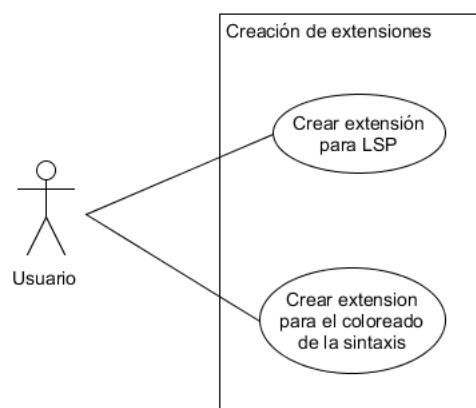 Creación de extensiones
Crear extensión
para LSP
Usuario
Crear extension
para el coloreado
de la sintaxis